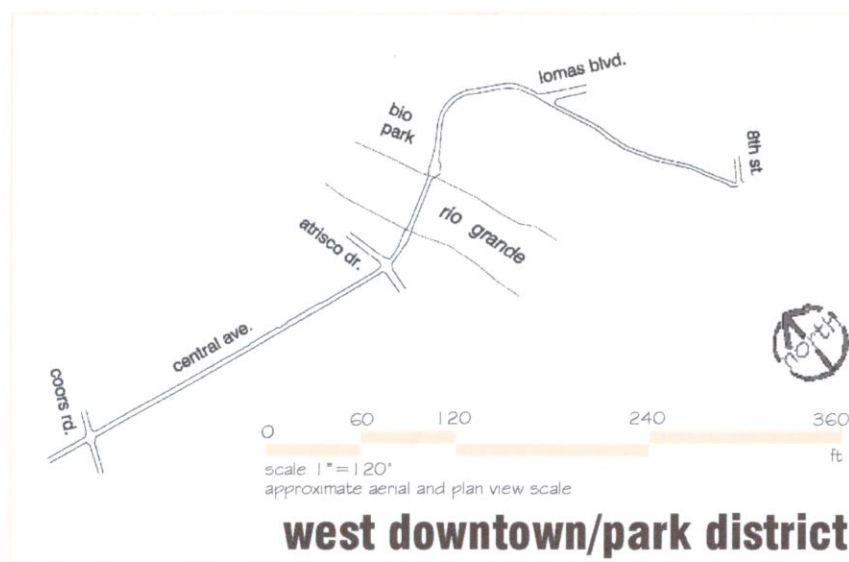 lomas blvd.
bio
park
8th st.
rio grande
atrisco dr.
central ave.
coors rd.
north
0 60 120 240 360
ft
scale 1"=120'
approximate aerial and plan view scale
west downtown/park district